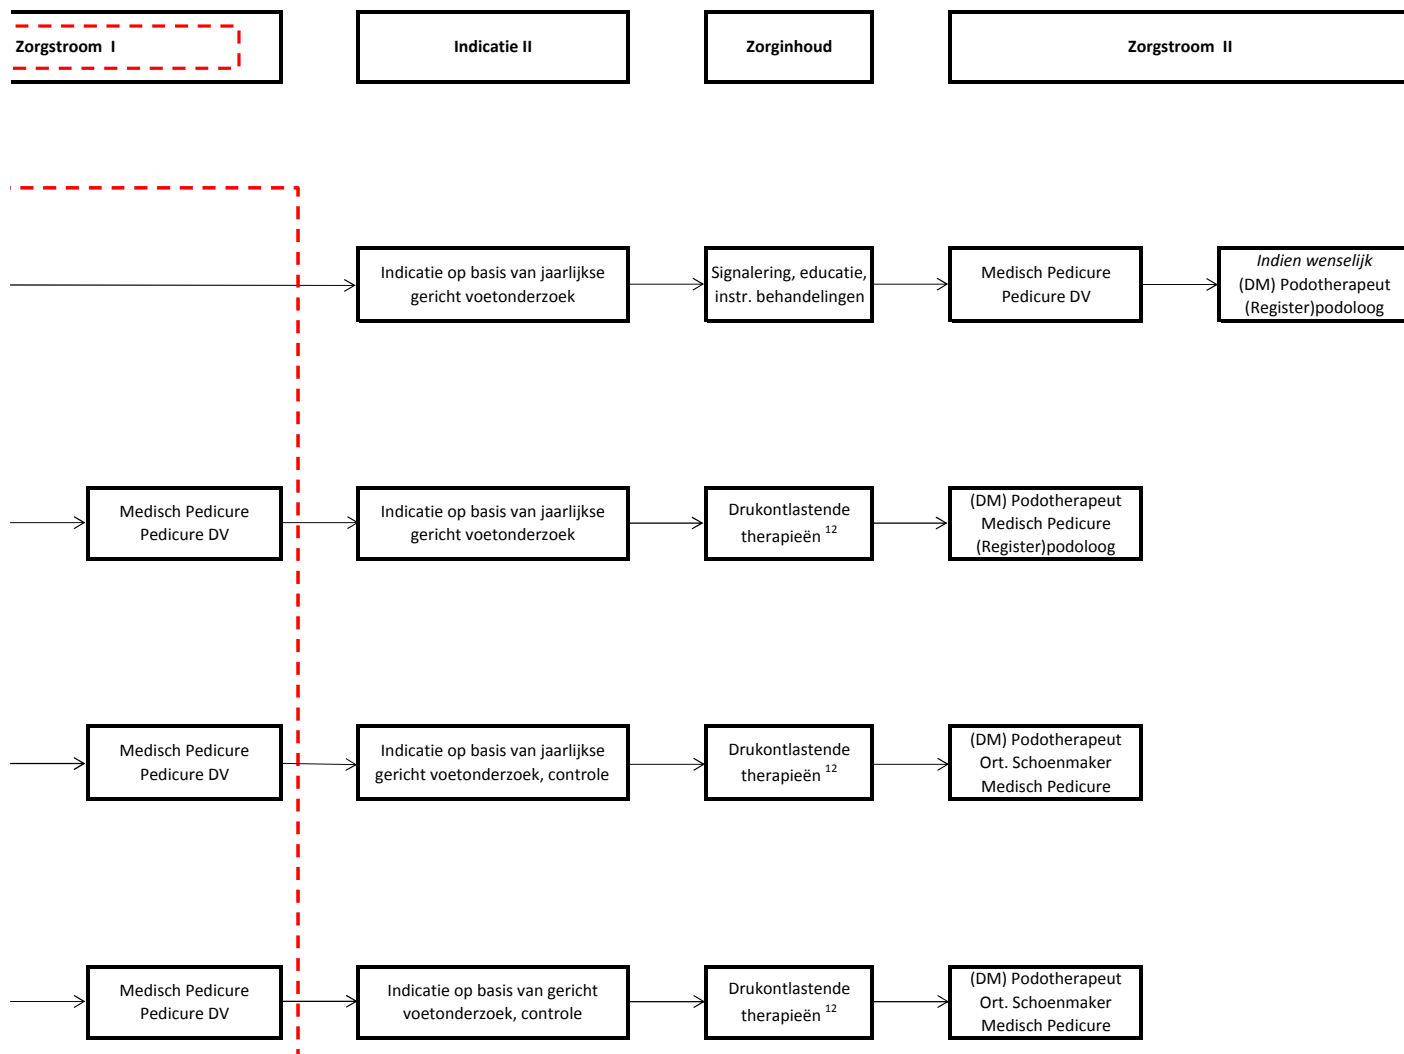 Zorgstroom I
Indicatie II
Zorginhoud
Zorgstroom II
Indicatie op basis van jaarlijkse
gericht voetonderzoek
Signalering, educatie,
instr. behandelingen
Medisch Pedicure
Pedicure DV
Indien wenselijk
(DM) Podotherapeut
(Register)podoloog
Medisch Pedicure
Pedicure DV
Indicatie op basis van jaarlijkse
gericht voetonderzoek
Drukontlastende
therapieën 12
(DM) Podotherapeut
Medisch Pedicure
(Register)podoloog
Medisch Pedicure
Pedicure DV
Indicatie op basis van jaarlijkse
gericht voetonderzoek, controle
Drukontlastende
therapieën 12
(DM) Podotherapeut
Ort. Schoenmaker
Medisch Pedicure
Medisch Pedicure
Pedicure DV
Indicatie op basis van gericht
voetonderzoek, controle
Drukontlastende
therapieën 12
(DM) Podotherapeut
Ort. Schoenmaker
Medisch Pedicure